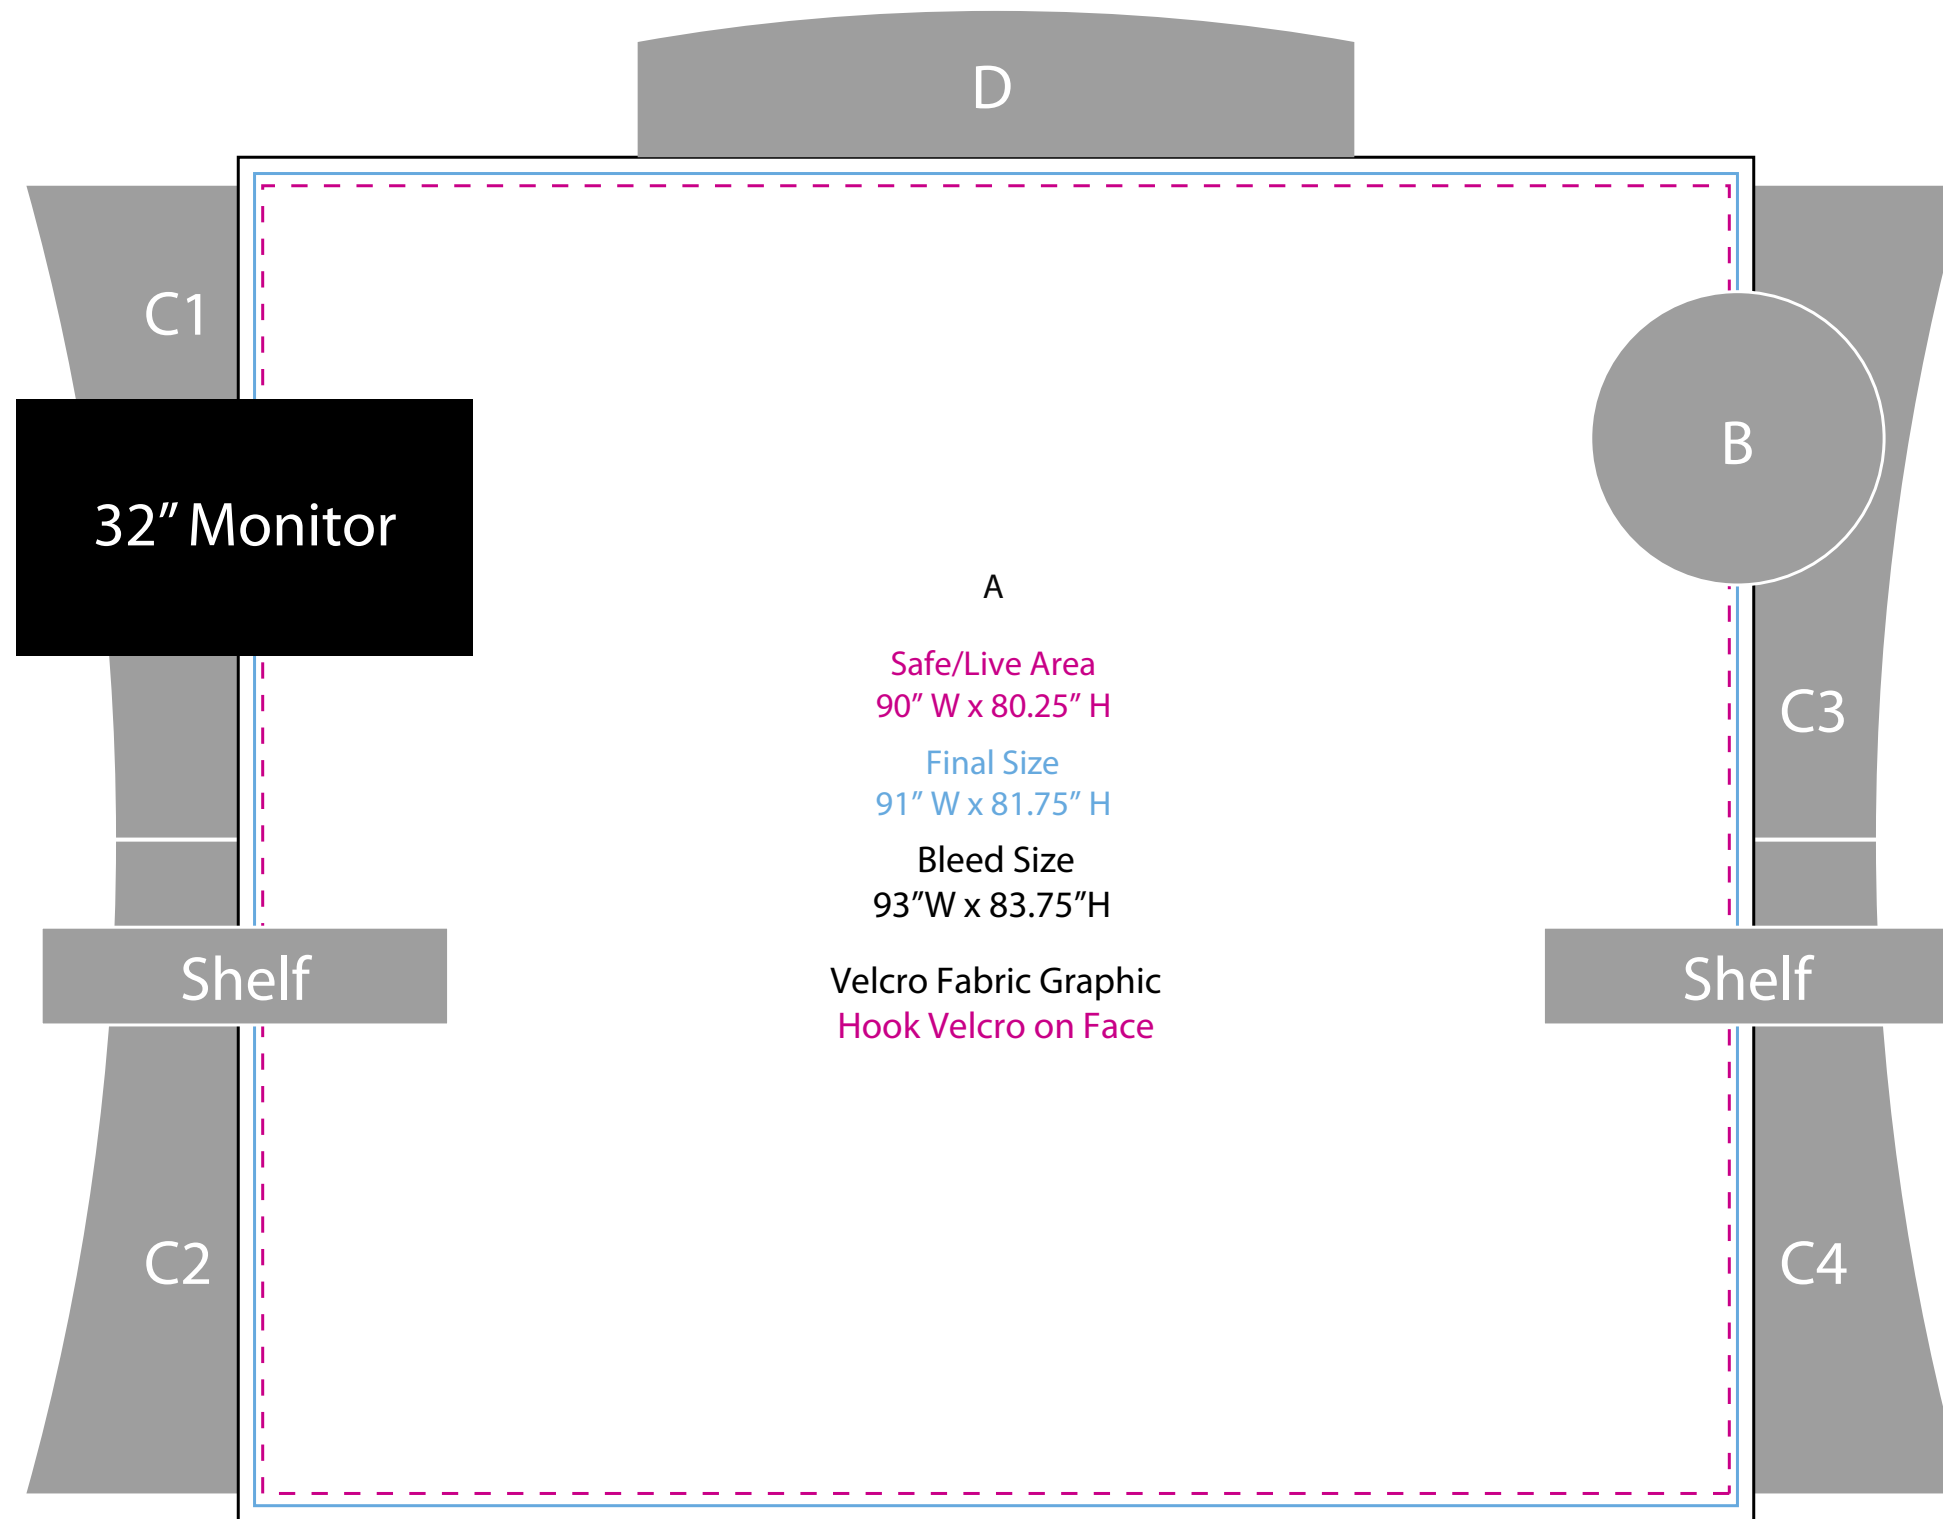 D
C1
B
32” Monitor
A
Safe/Live Area
90” W x 80.25” H
C3
Final Size
91” W x 81.75” H
Bleed Size
93”W x 83.75”H
Shelf
Velcro Fabric Graphic
Shelf
Hook Velcro on Face
C2
C4